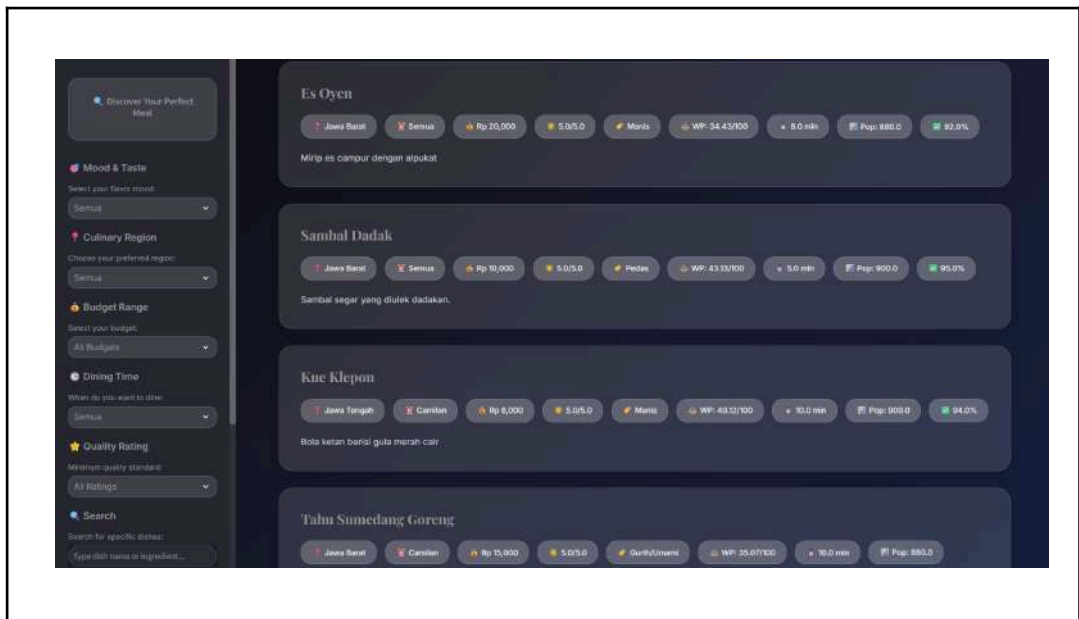 Discover Your Perfect
Meal
Mood & Taste
Select your flavor mood:
Semua
Culinary Region
Choose your preferred region:
Semua
Budget Range
Select your budget:
All Budgets
Dining Time
When do you want to dine:
Semua
Quality Rating
Minimum quality standard:
All Ratings
Search
Search for specific dishes:
Type dish name or ingredient...
Es Oyen
Jawa Barat Semua Rp 20,000 5.0/5.0 Manis WP: 34.43/100 8.0 min Pop: 880.0 92.0%
Mirip es campur dengan alpukat
Sambal Dadak
Jawa Barat Semua Rp 10,000 5.0/5.0 Pedas WP: 43.13/100 5.0 min Pop: 900.0 95.0%
Sambal segar yang diulek dadakan.
Kue Klepon
Jawa Tengah Camilan Rp 8,000 5.0/5.0 Manis WP: 49.12/100 10.0 min Pop: 900.0 94.0%
Bola ketan berisi gula merah cair
Tahu Sumedang Goreng
Jawa Barat Camilan Rp 15,000 5.0/5.0 Gurih/Umami WP: 35.07/100 10.0 min Pop: 880.0